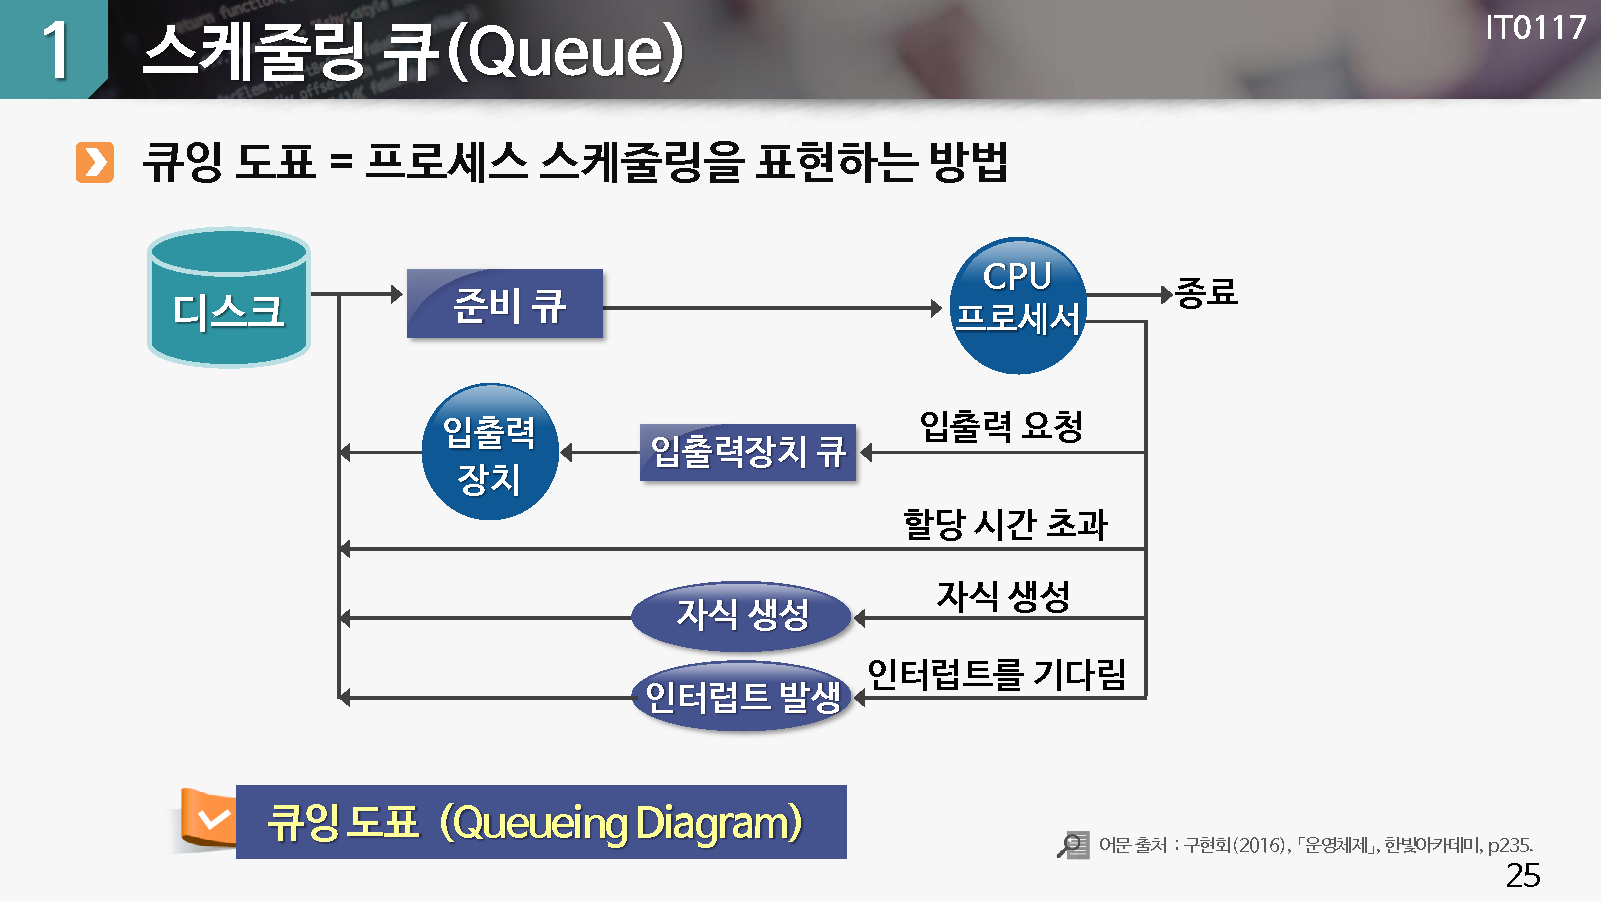 1
스케줄링 큐(Queue)
IT0117
큐잉 도표 = 프로세스 스케줄링을 표현하는 방법
디스크
준비 큐
CPU
프로세서
종료
입출력
장치
입출력장치 큐
입출력 요청
할당 시간 초과
자식 생성
자식 생성
인터럽트 발생
인터럽트를 기다림
큐잉 도표 (Queueing Diagram)
어문 출처 : 구현회(2016), 「운영체제」, 한빛아카데미, p235.
25